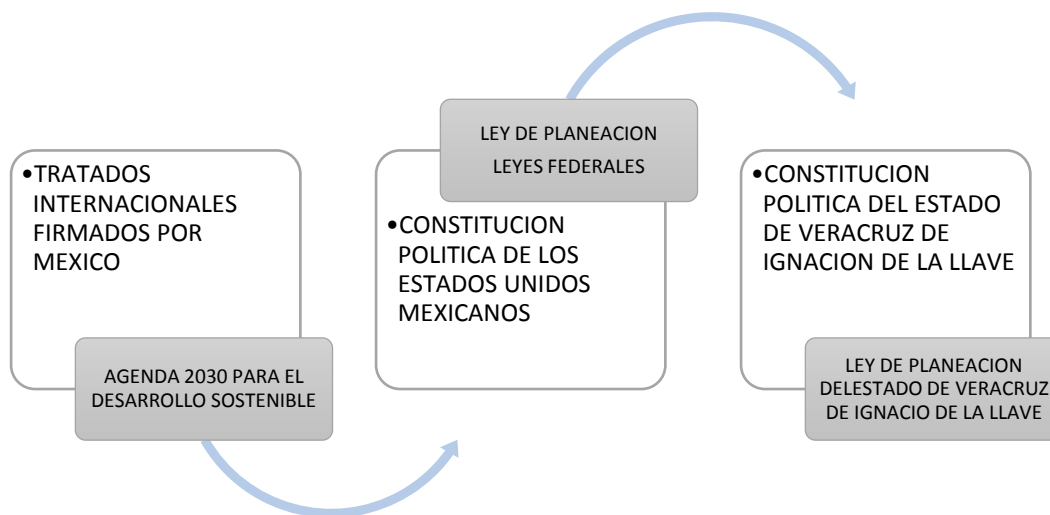 •TRATADOS
INTERNACIONALES
FIRMADOS POR
MEXICO
AGENDA 2030 PARA EL
DESARROLLO SOSTENIBLE
LEY DE PLANEACION
LEYES FEDERALES
•CONSTITUCION
POLITICA DE LOS
ESTADOS UNIDOS
MEXICANOS
•CONSTITUCION
POLITICA DEL ESTADO
DE VERACRUZ DE
IGNACION DE LA LLAVE
LEY DE PLANEACION
DELESTADO DE VERACRUZ
DE IGNACIO DE LA LLAVE